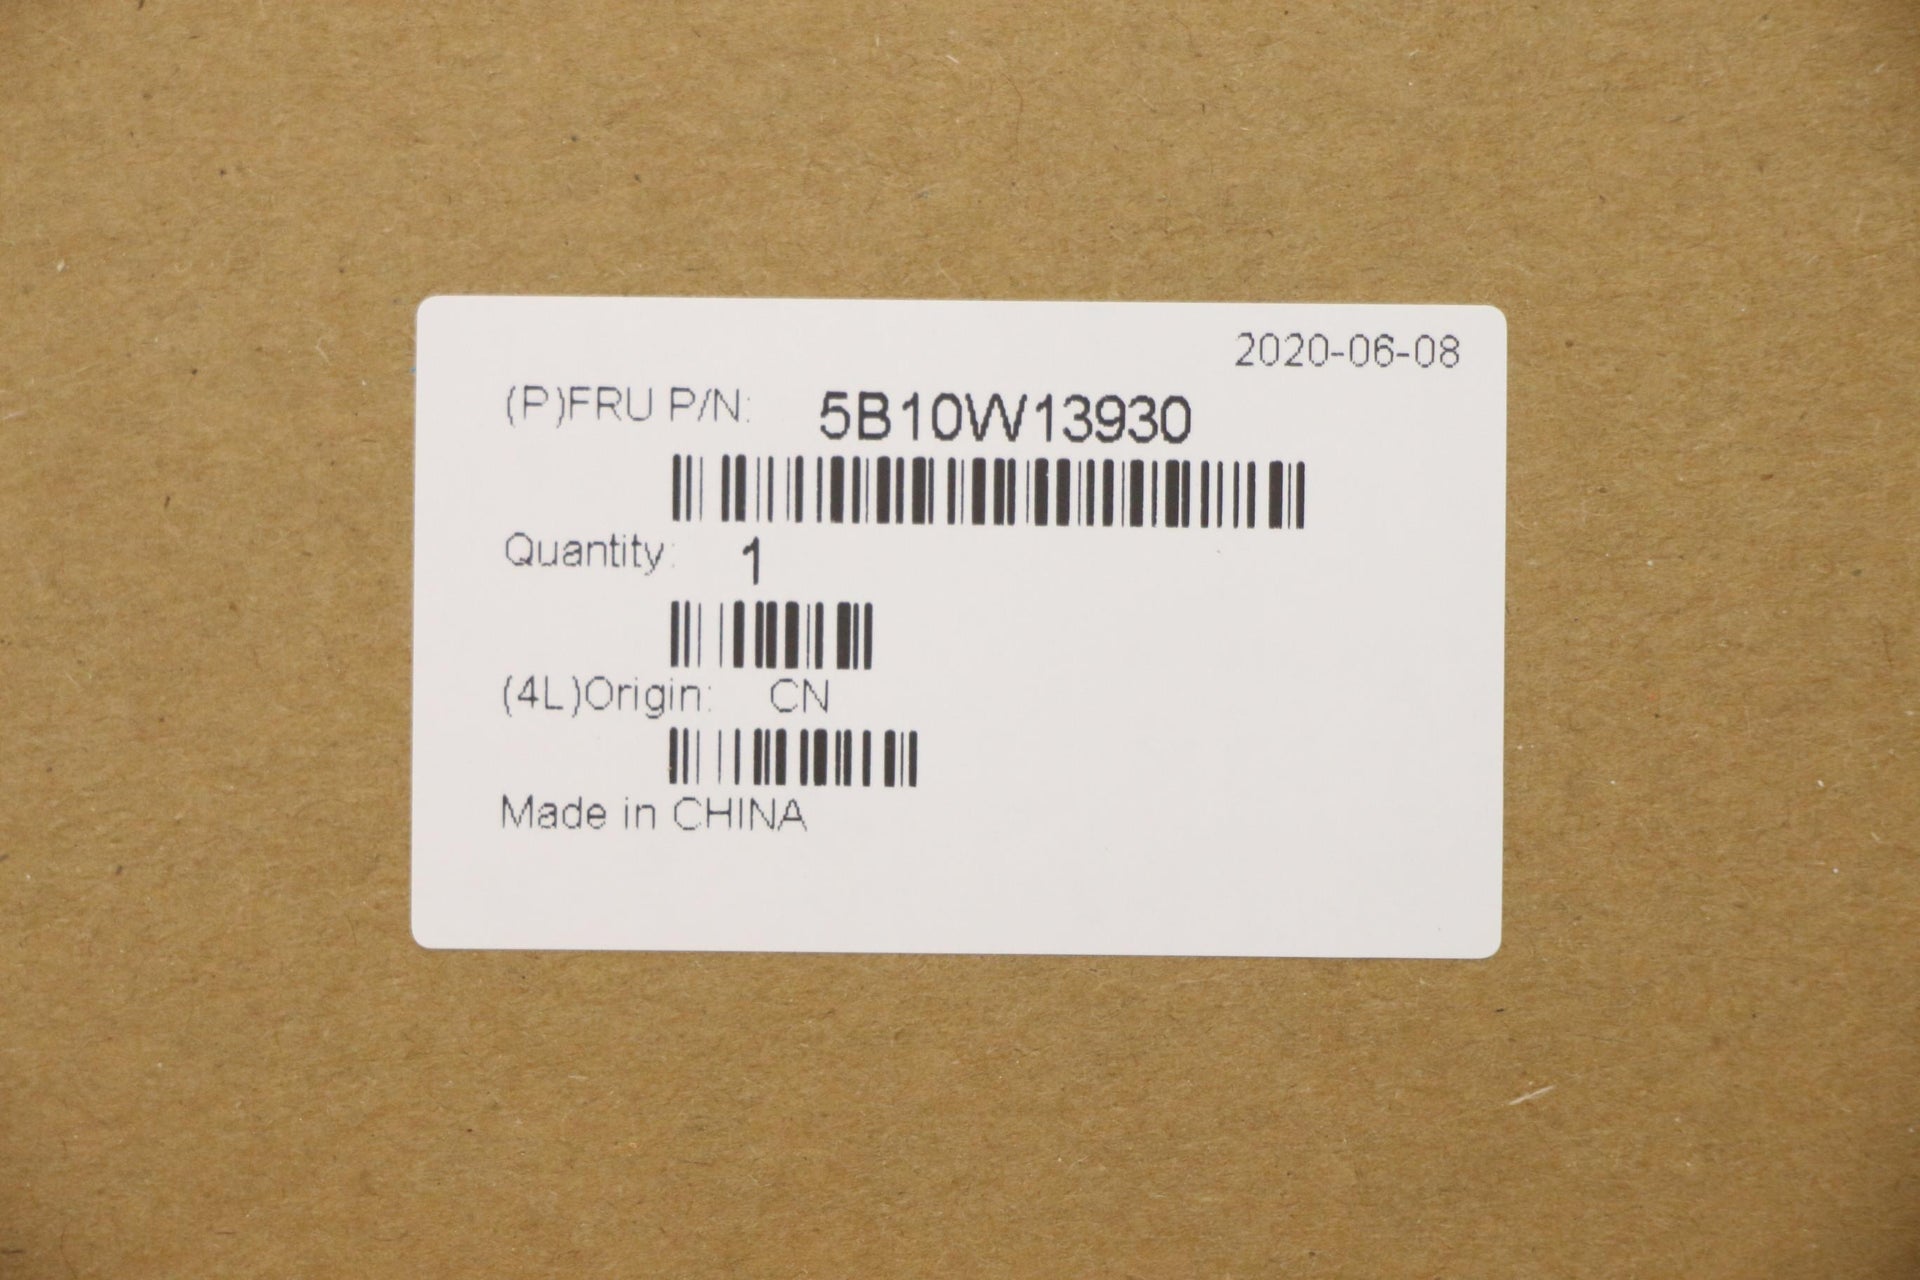 2020-06-08
(P)FRU P/N: 5B10W13930
Quantity: 1
(4L)Origin: CN
Made in CHINA